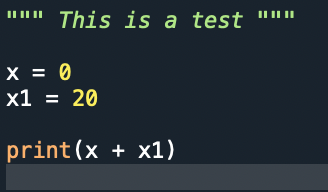 """ This is a test """
x = 0
x1 = 20
print(x + x1)